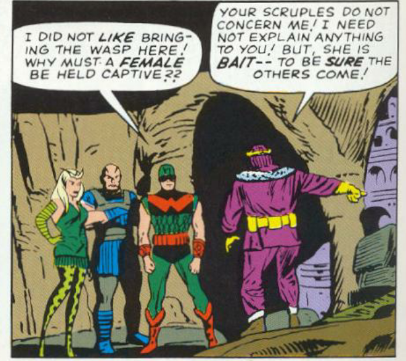 I DID NOT LIKE BRING-
ING THE WASP HERE!
WHY MUST A FEMALE
BE HELD CAPTIVE??
YOUR SCRUPLES DO NOT
CONCERN ME! I NEED
NOT EXPLAIN ANYTHING
TO YOU! BUT, SHE IS
BAIT-- TO BE SURE THE
OTHERS COME!